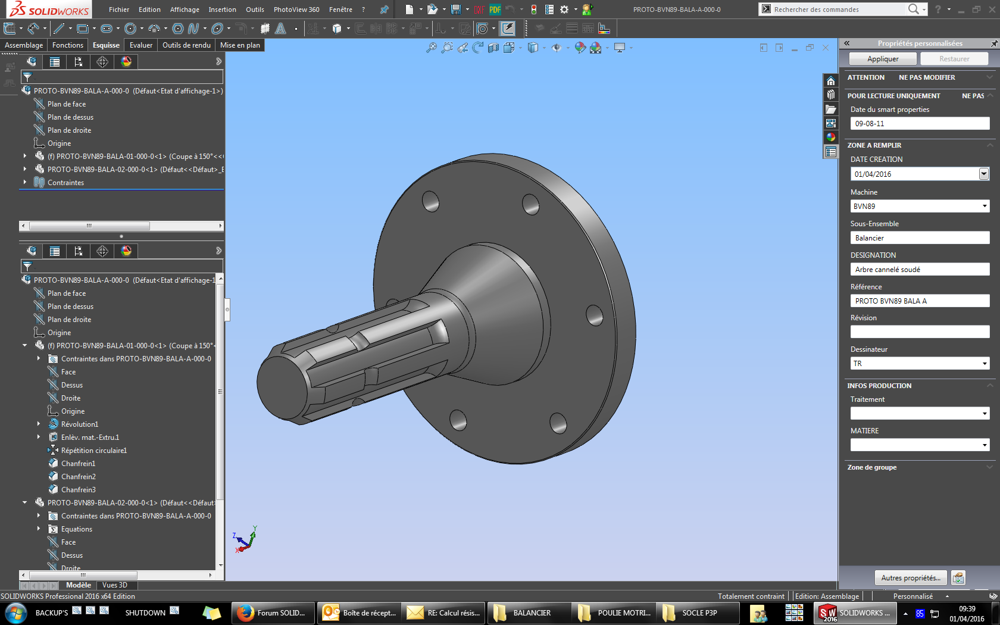 SOLIDWORKS
Fichier Edition Affichage Insertion Outils PhotoView 360 Fenêtre ?
DXF PDF
PROTO-BVN89-BALA-A-000-0
Rechercher des commandes
Assemblage Fonctions Esquisse Evaluer Outils de rendu Mise en plan
PROTO-BVN89-BALA-A-000-0 (Défaut<Etat d'affichage-1>)
Plan de face
Plan de dessus
Plan de droite
Origine
(f) PROTO-BVN89-BALA-01-000-0<1> (Coupe à 150°<<
PROTO-BVN89-BALA-02-000-0<1> (Défaut<<Défaut>_E
Contraintes
PROTO-BVN89-BALA-A-000-0 (Défaut<Etat d'affichage-1
Plan de face
Plan de dessus
Plan de droite
Origine
(f) PROTO-BVN89-BALA-01-000-0<1> (Coupe à 150°<
Contraintes dans PROTO-BVN89-BALA-A-000-0
Face
Dessus
Droite
Origine
Révolution1
Enlèv. mat.-Extru.1
Répétition circulaire1
Chanfrein1
Chanfrein2
Chanfrein3
PROTO-BVN89-BALA-02-000-0<1> (Défaut<<Défaut>
Contraintes dans PROTO-BVN89-BALA-A-000-0
Equations
Face
Dessus
Droite
Modèle Vues 3D
Y
Z
X
Propriétés personnalisées
Appliquer Restaurer
ATTENTION NE PAS MODIFIER
POUR LECTURE UNIQUEMENT NE PAS
Date du smart properties
09-08-11
ZONE A REMPLIR
DATE CREATION
01/04/2016
Machine
BVN89
Sous-Ensemble
Balancier
DESIGNATION
Arbre cannelé soudé
Référence
PROTO BVN89 BALA A
Révision
Dessinateur
TR
INFOS PRODUCTION
Traitement
MATIERE
Zone de groupe
Autres propriétés...
SOLIDWORKS Professional 2016 x64 Edition
Totalement contraint Edition: Assemblage Personnalisé
BACKUP'S SHUTDOWN Forum SOLID... Boîte de récept... RE: Calcul résis... BALANCIER POULIE MOTRI... SOCLE P3P SW 2016 SOLIDWORKS ... 85
09:39
01/04/2016